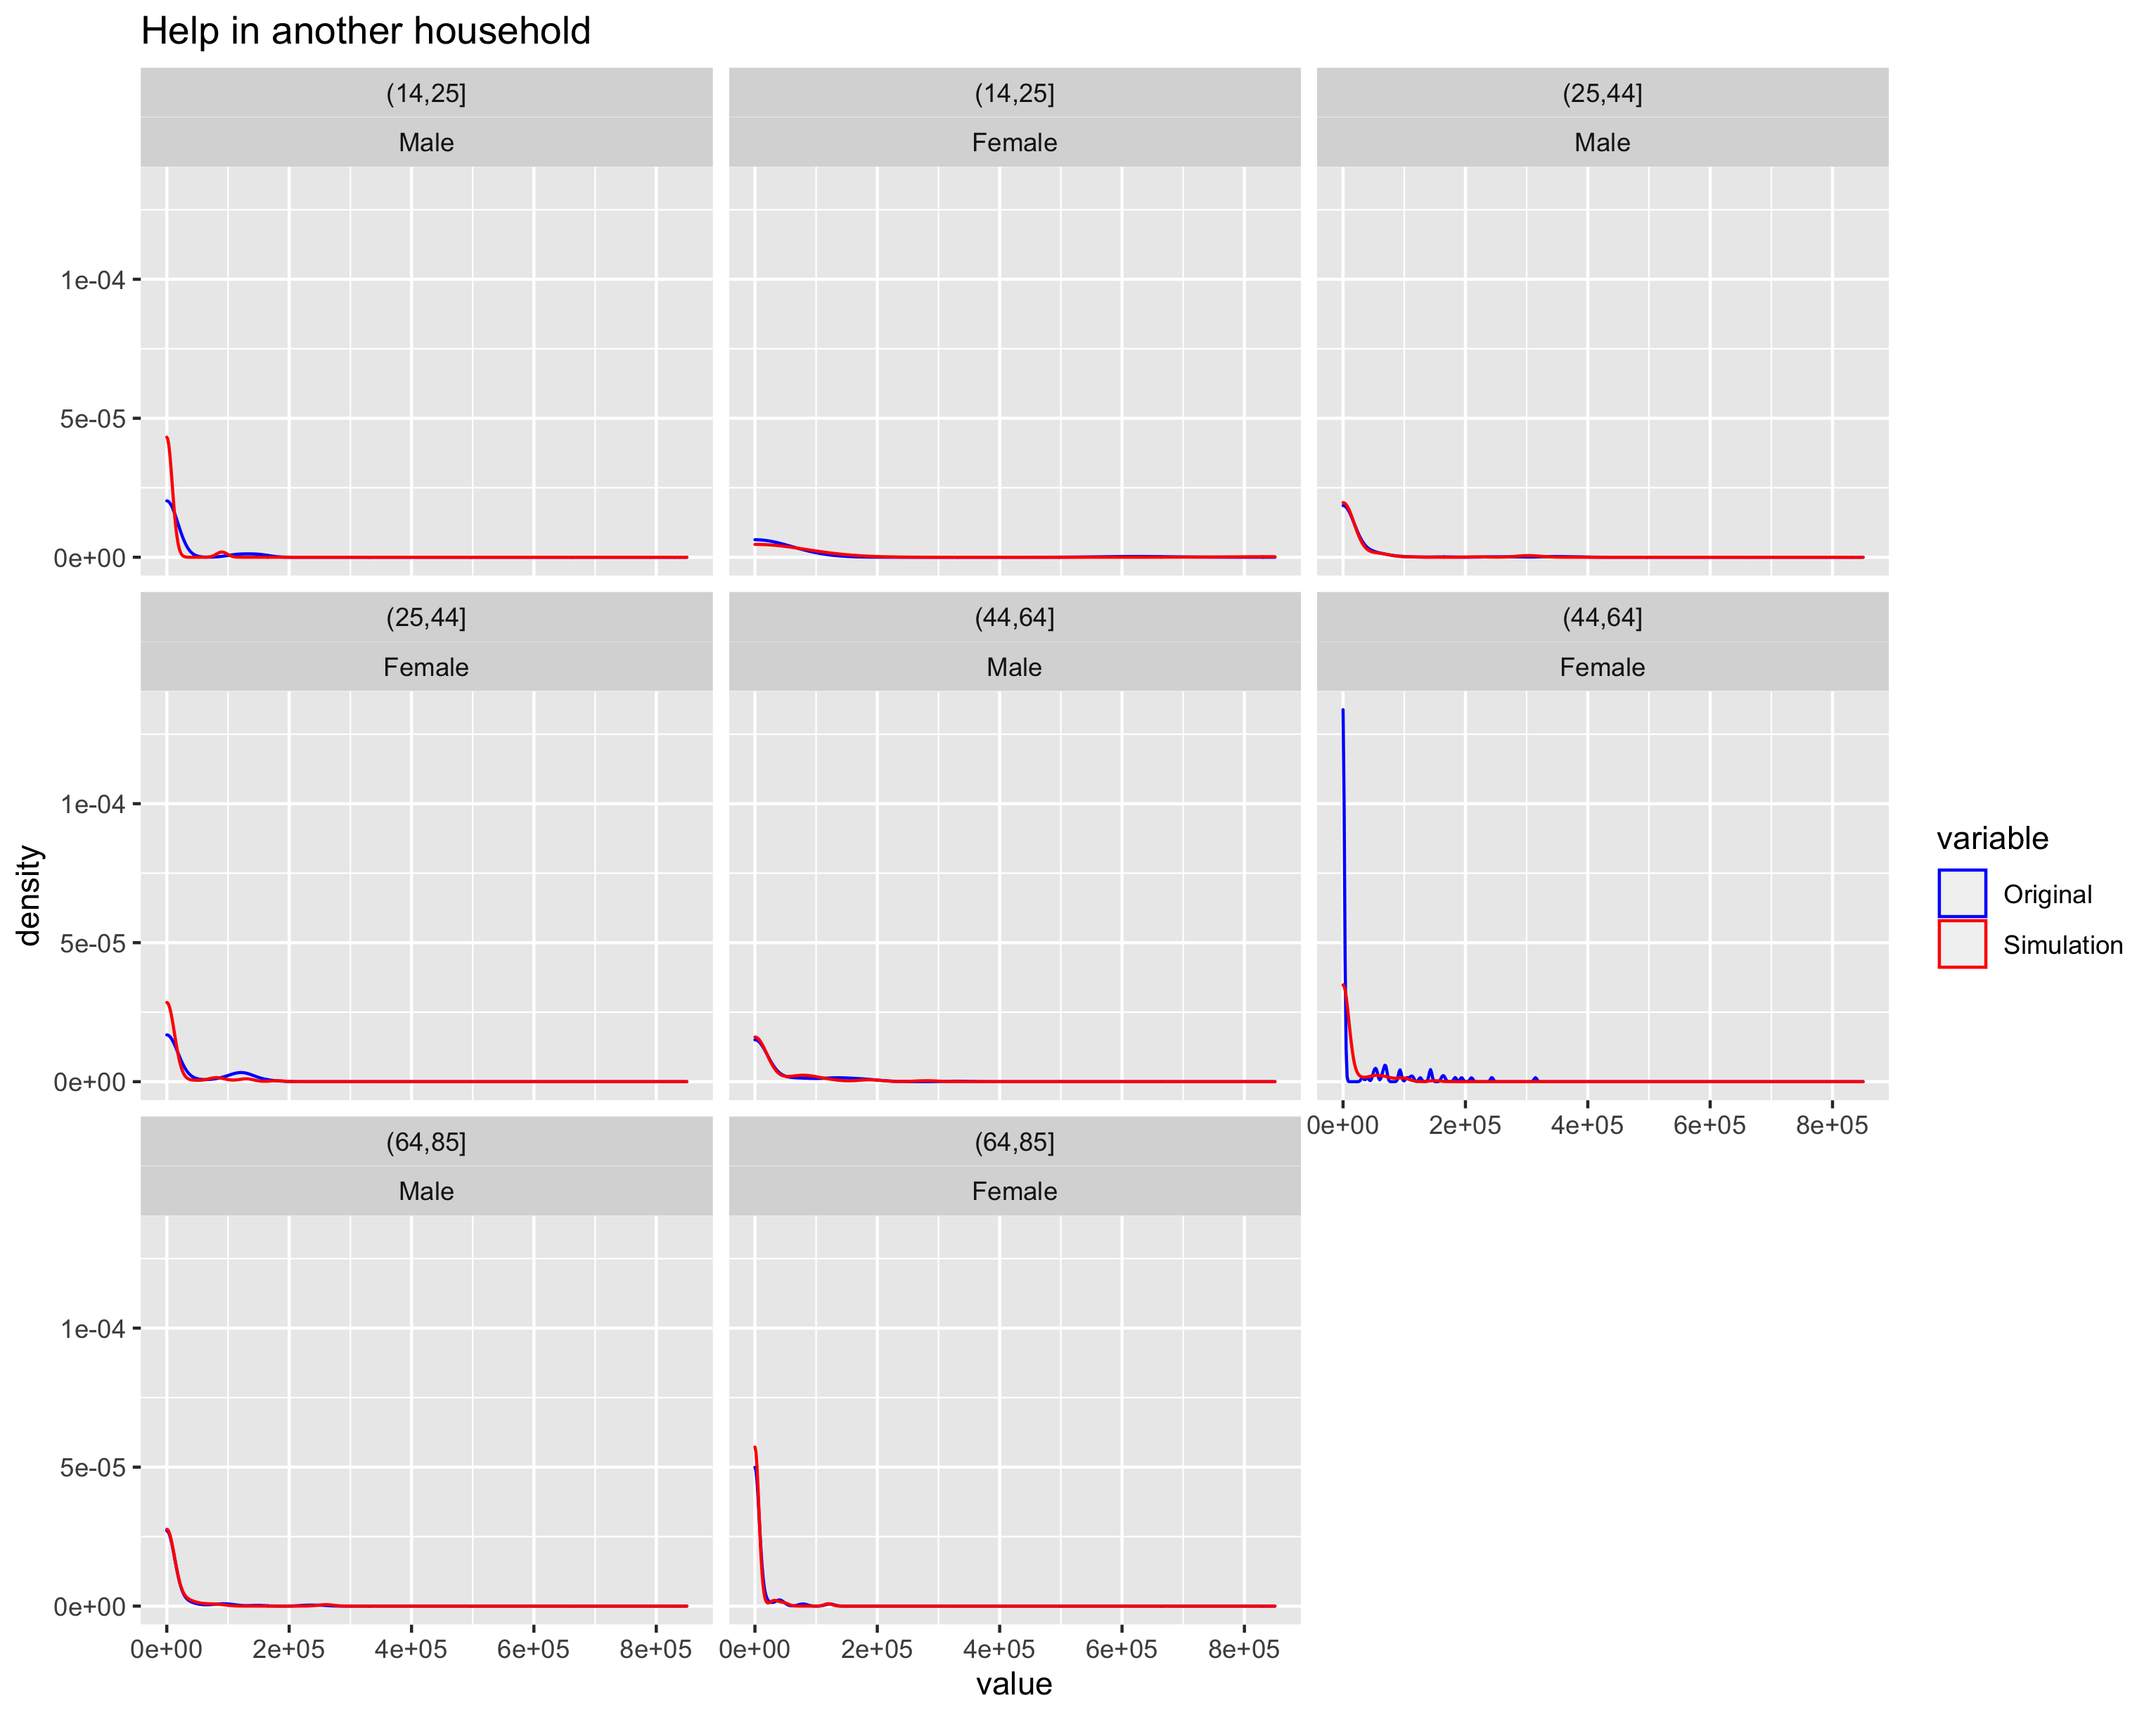 Help in another household
(14,25]
Male
(14,25]
Female
(25,44]
Male
1e-04
5e-05
0e+00
(25,44]
Female
(44,64]
Male
(44,64]
Female
1e-04
5e-05
0e+00
0e+00 2e+05 4e+05 6e+05 8e+05
(64,85]
Male
(64,85]
Female
1e-04
5e-05
0e+00
0e+00 2e+05 4e+05 6e+05 8e+05
0e+00 2e+05 4e+05 6e+05 8e+05
value
density
variable
Original
Simulation